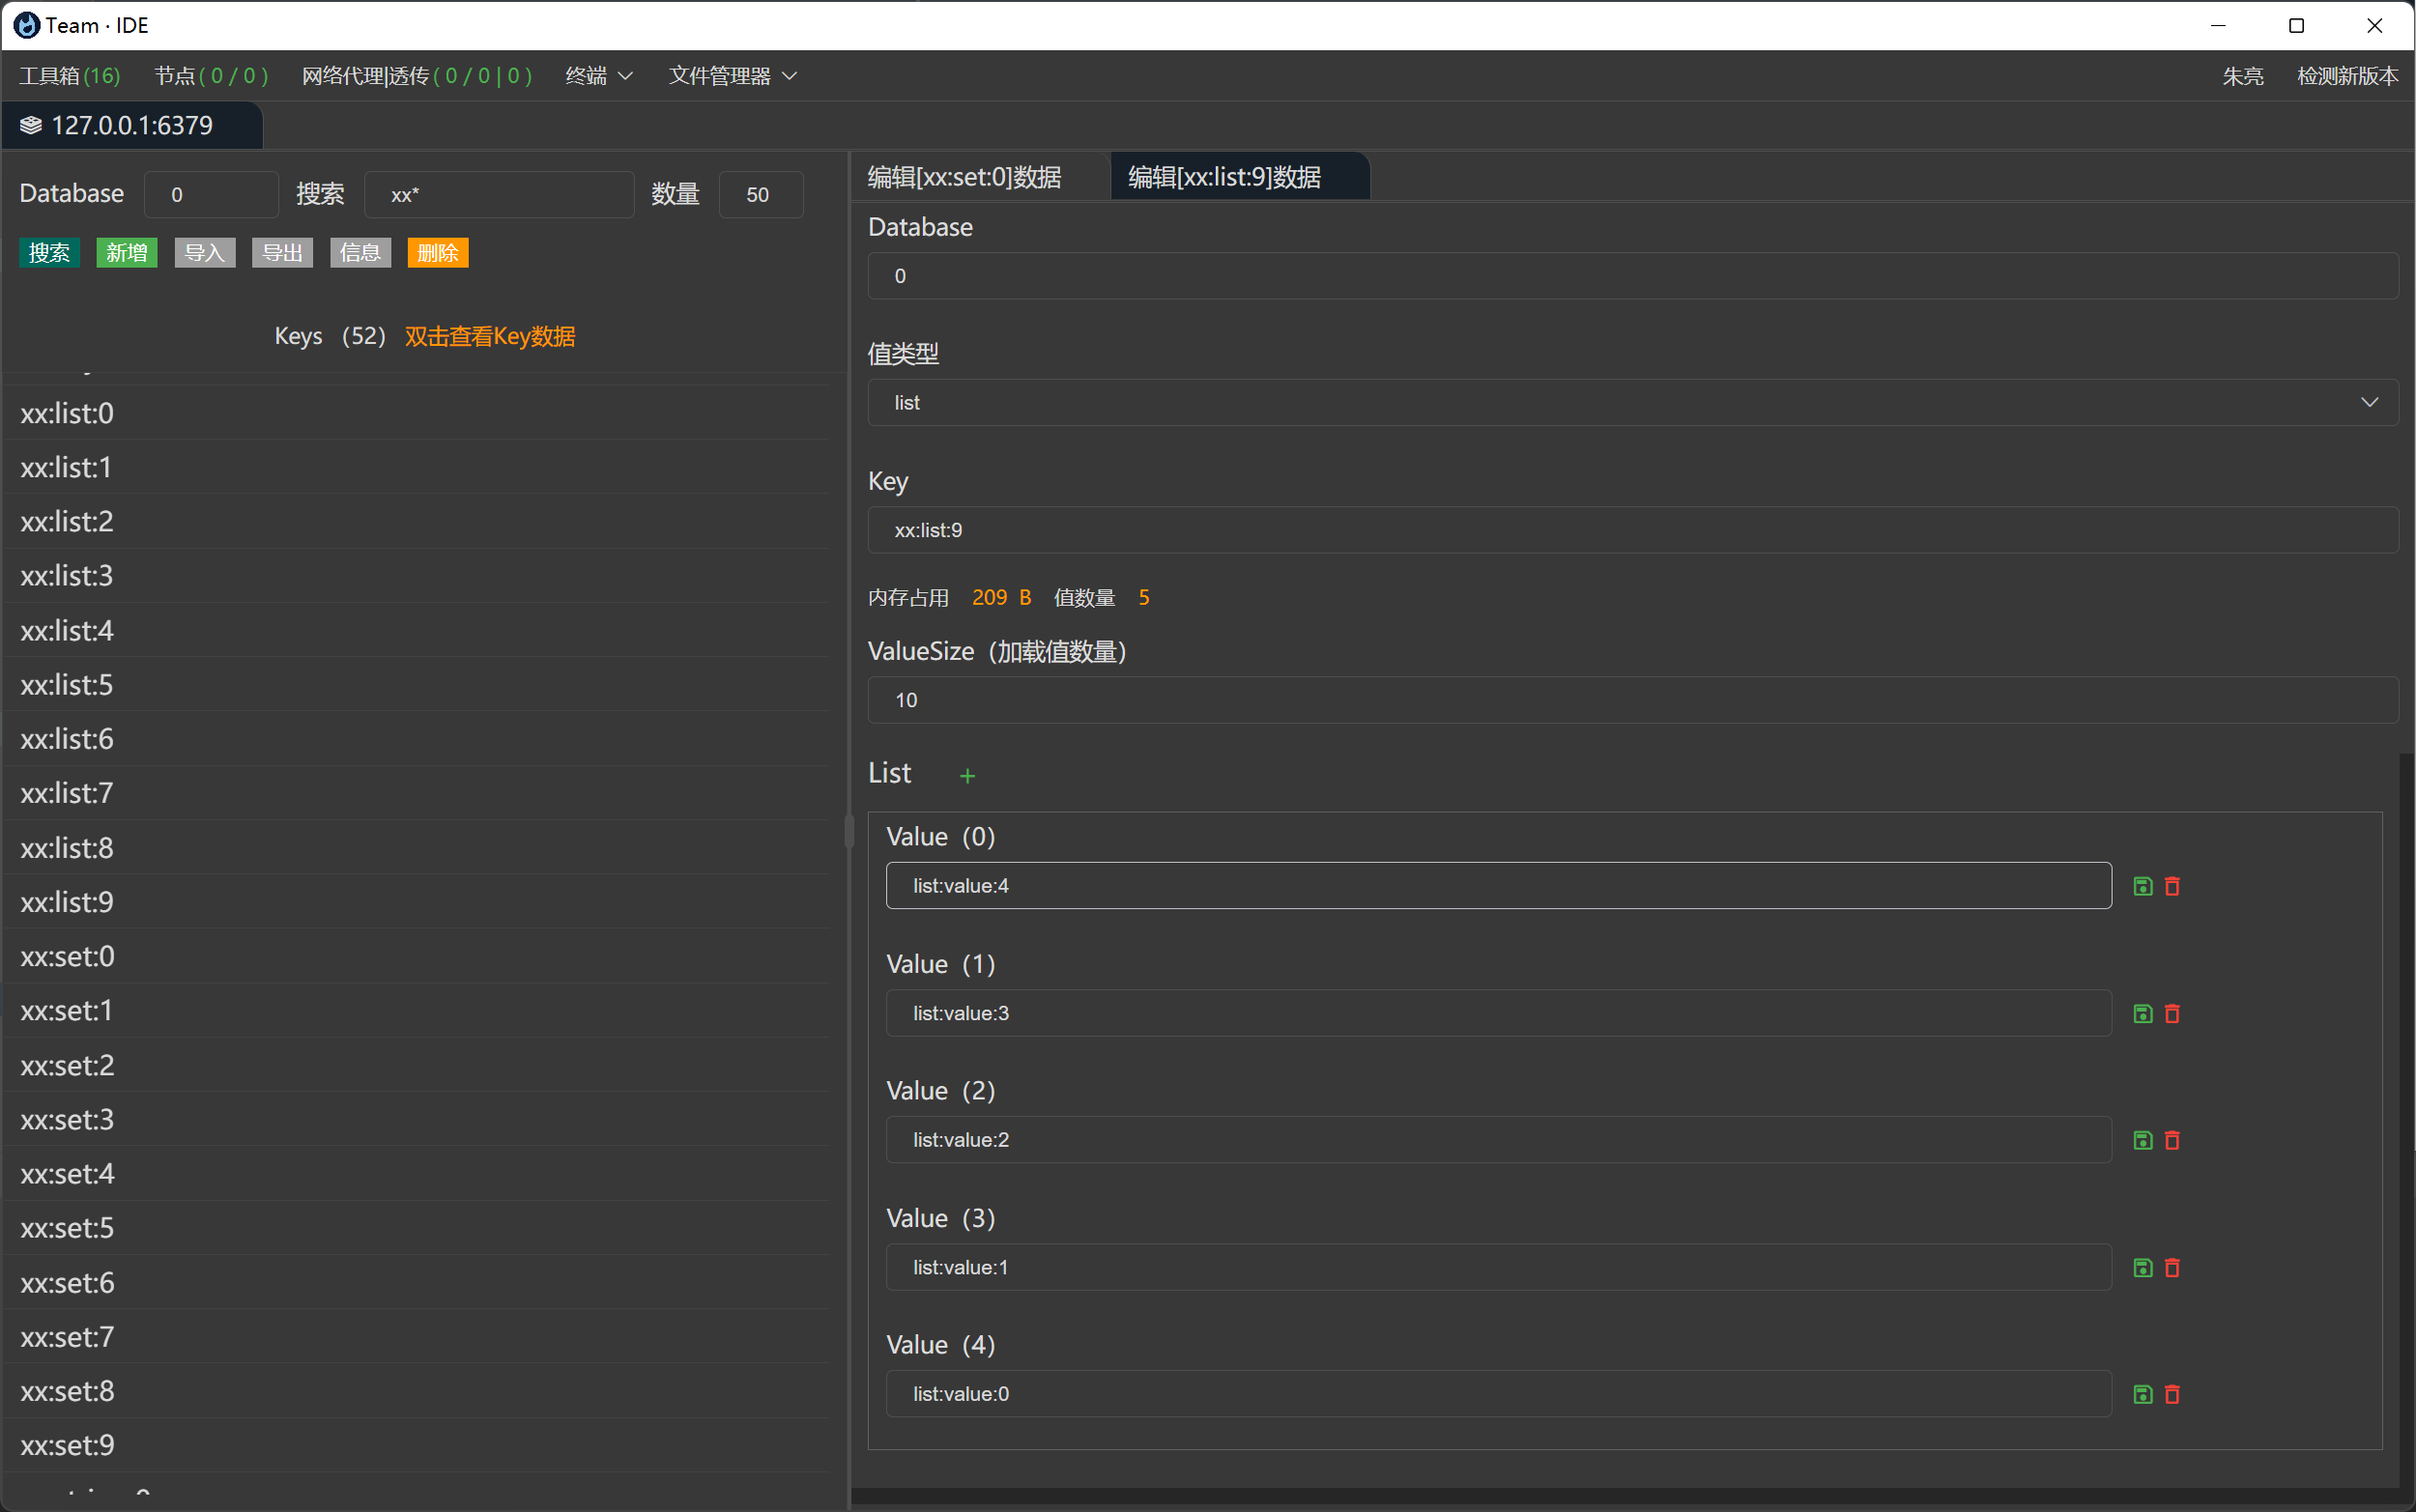 Team · IDE
工具箱(16) 节点( 0 / 0 ) 网络代理|透传( 0 / 0 | 0 ) 终端 文件管理器 朱亮 检测新版本
127.0.0.1:6379
Database 0 搜索 xx* 数量 50
搜索 新增 导入 导出 信息 删除
Keys （52） 双击查看Key数据
xx:list:0
xx:list:1
xx:list:2
xx:list:3
xx:list:4
xx:list:5
xx:list:6
xx:list:7
xx:list:8
xx:list:9
xx:set:0
xx:set:1
xx:set:2
xx:set:3
xx:set:4
xx:set:5
xx:set:6
xx:set:7
xx:set:8
xx:set:9
编辑[xx:set:0]数据 编辑[xx:list:9]数据
Database
0
值类型
list
Key
xx:list:9
内存占用 209 B 值数量 5
ValueSize（加载值数量）
10
List +
Value（0）
list:value:4
Value（1）
list:value:3
Value（2）
list:value:2
Value（3）
list:value:1
Value（4）
list:value:0